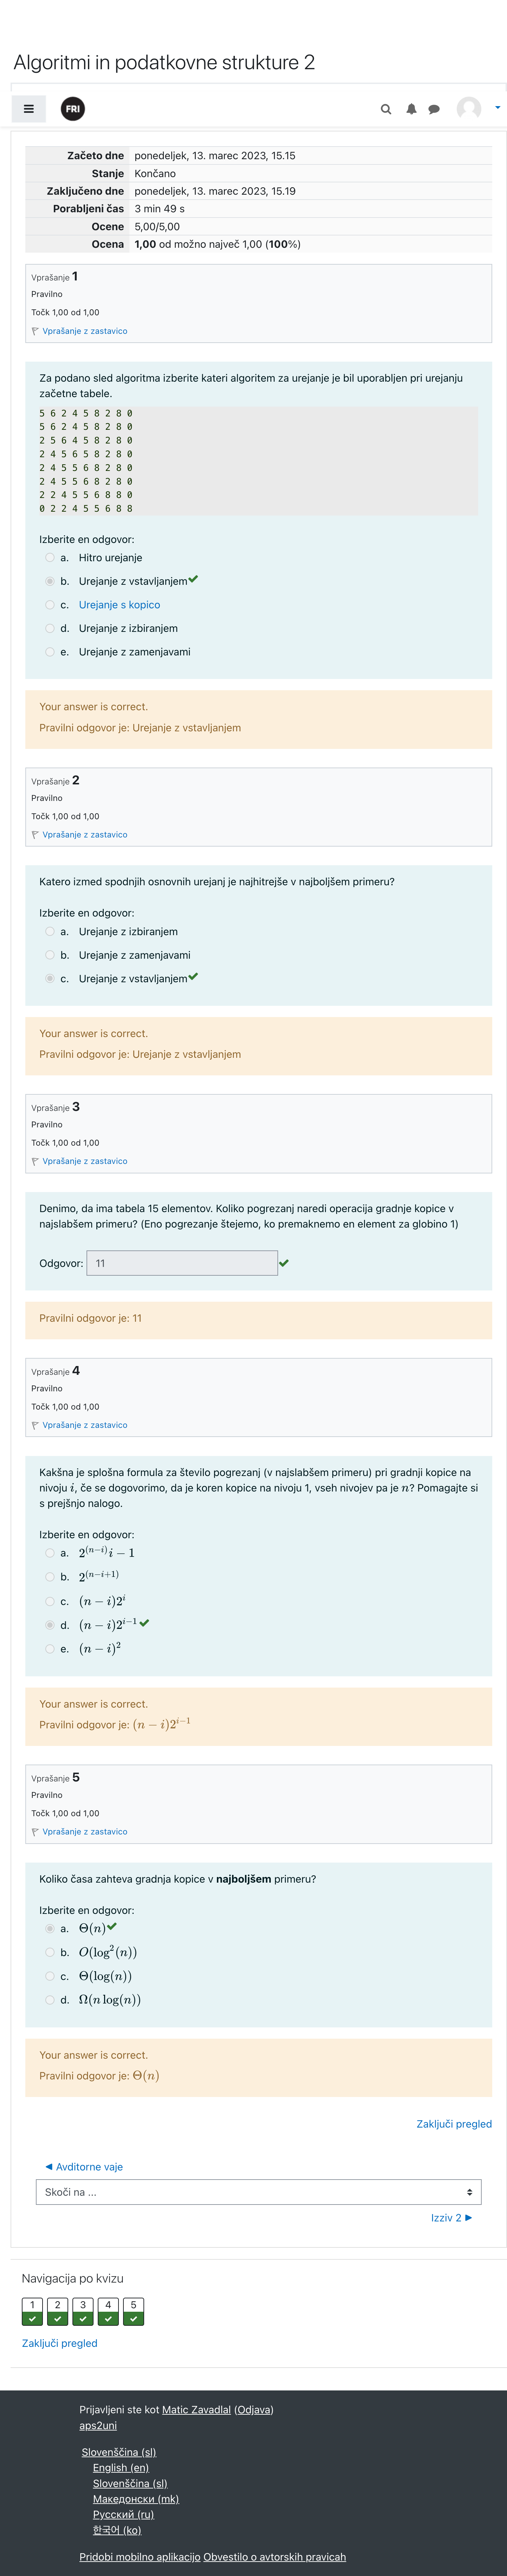 Algoritmi in podatkovne strukture 2
FRI
Začeto dne ponedeljek, 13. marec 2023, 15.15
Stanje Končano
Zaključeno dne ponedeljek, 13. marec 2023, 15.19
Porabljeni čas 3 min 49 s
Ocene 5,00/5,00
Ocena 1,00 od možno največ 1,00 (100%)
Vprašanje 1
Pravilno
Točk 1,00 od 1,00
Vprašanje z zastavico
Za podano sled algoritma izberite kateri algoritem za urejanje je bil uporabljen pri urejanju
začetne tabele.
5 6 2 4 5 8 2 8 0
5 6 2 4 5 8 2 8 0
2 5 6 4 5 8 2 8 0
2 4 5 6 5 8 2 8 0
2 4 5 5 6 8 2 8 0
2 4 5 5 6 8 2 8 0
2 2 4 5 5 6 8 8 0
0 2 2 4 5 5 6 8 8
Izberite en odgovor:
a. Hitro urejanje
b. Urejanje z vstavljanjem
c. Urejanje s kopico
d. Urejanje z izbiranjem
e. Urejanje z zamenjavami
Your answer is correct.
Pravilni odgovor je: Urejanje z vstavljanjem
Vprašanje 2
Pravilno
Točk 1,00 od 1,00
Vprašanje z zastavico
Katero izmed spodnjih osnovnih urejanj je najhitrejše v najboljšem primeru?
Izberite en odgovor:
a. Urejanje z izbiranjem
b. Urejanje z zamenjavami
c. Urejanje z vstavljanjem
Your answer is correct.
Pravilni odgovor je: Urejanje z vstavljanjem
Vprašanje 3
Pravilno
Točk 1,00 od 1,00
Vprašanje z zastavico
Denimo, da ima tabela 15 elementov. Koliko pogrezanj naredi operacija gradnje kopice v
najslabšem primeru? (Eno pogrezanje štejemo, ko premaknemo en element za globino 1)
Odgovor: 11
Pravilni odgovor je: 11
Vprašanje 4
Pravilno
Točk 1,00 od 1,00
Vprašanje z zastavico
Kakšna je splošna formula za število pogrezanj (v najslabšem primeru) pri gradnji kopice na
nivoju i, če se dogovorimo, da je koren kopice na nivoju 1, vseh nivojev pa je n? Pomagajte si
s prejšnjo nalogo.
Izberite en odgovor:
a. 2^(n−i) i − 1
b. 2^(n−i+1)
c. (n − i)2^i
d. (n − i)2^{i−1}
e. (n − i)^2
Your answer is correct.
Pravilni odgovor je: (n − i)2^{i−1}
Vprašanje 5
Pravilno
Točk 1,00 od 1,00
Vprašanje z zastavico
Koliko časa zahteva gradnja kopice v najboljšem primeru?
Izberite en odgovor:
a. Θ(n)
b. O(log²(n))
c. Θ(log(n))
d. Ω(n log(n))
Your answer is correct.
Pravilni odgovor je: Θ(n)
Zaključi pregled
◀ Avditorne vaje
Skoči na ...
Izziv 2 ▶
Navigacija po kvizu
1 2 3 4 5
Zaključi pregled
Prijavljeni ste kot Matic Zavadlal (Odjava)
aps2uni
Slovenščina (sl)
English (en)
Slovenščina (sl)
Македонски (mk)
Русский (ru)
한국어 (ko)
Pridobi mobilno aplikacijo Obvestilo o avtorskih pravicah